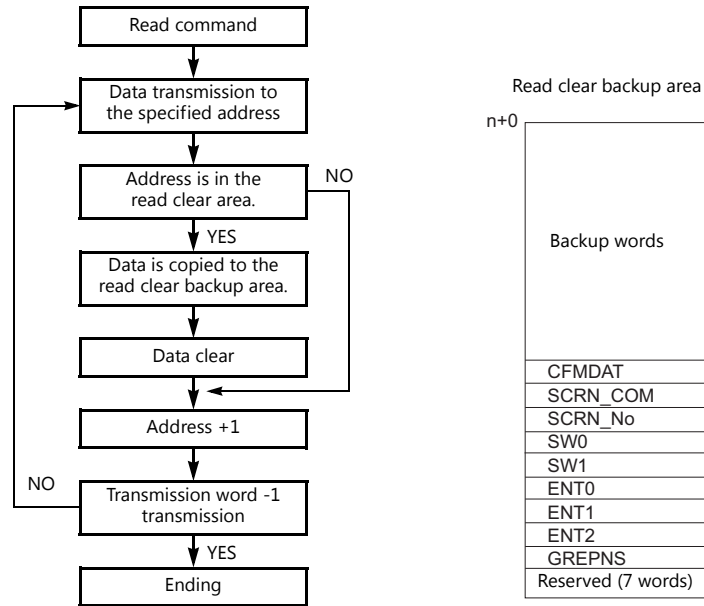 Read command
Data transmission to
the specified address
Address is in the
read clear area.
NO
YES
Data is copied to the
read clear backup area.
Data clear
Address +1
NO
Transmission word -1
transmission
YES
Ending
Read clear backup area
n+0
Backup words
CFMDAT
SCRN_COM
SCRN_No
SW0
SW1
ENT0
ENT1
ENT2
GREPNS
Reserved (7 words)